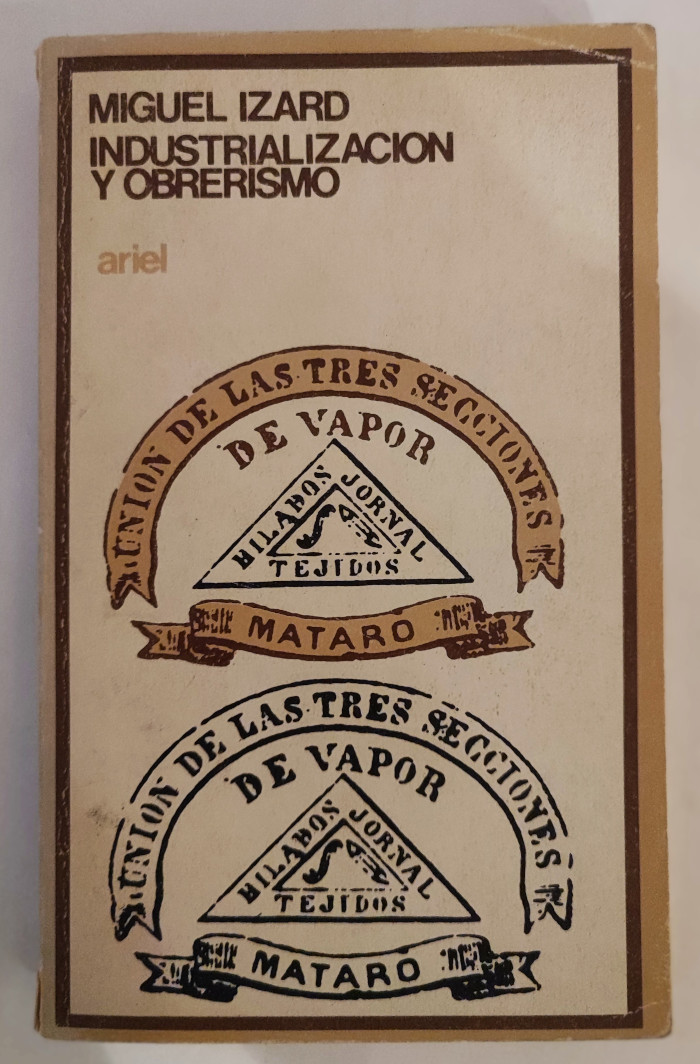 MIGUEL IZARD
INDUSTRIALIZACION
Y OBRERISMO
ariel
UNION DE LAS TRES SECCIONES
DE VAPOR
HILADOS
JORNAL
TEJIDOS
MATARO
UNION DE LAS TRES SECCIONES
DE VAPOR
HILADOS
JORNAL
TEJIDOS
MATARO